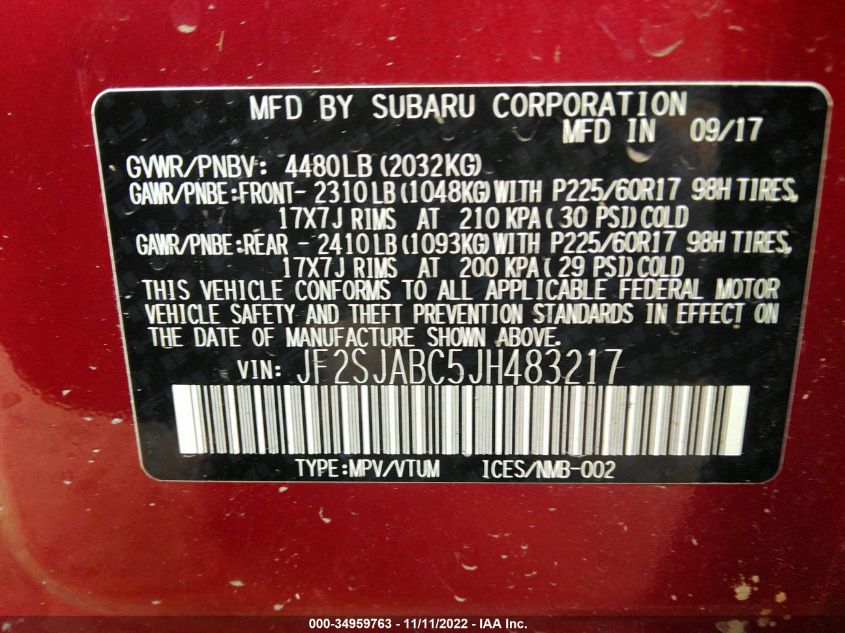 MFD BY SUBARU CORPORATION
MFD IN 09/17
GVWR/PNBV: 4480LB (2032KG)
GAWR/PNBE:FRONT- 2310LB (1048KG) WITH P225/60R17 98H TIRES,
17X7J RIMS AT 210 KPA ( 30 PSI) COLD
GAWR/PNBE:REAR - 2410LB (1093KG) WITH P225/60R17 98H TIRES,
17X7J RIMS AT 200 KPA ( 29 PSI) COLD
THIS VEHICLE CONFORMS TO ALL APPLICABLE FEDERAL MOTOR
VEHICLE SAFETY AND THEFT PREVENTION STANDARDS IN EFFECT ON
THE DATE OF MANUFACTURE SHOWN ABOVE.
VIN: JF2SJABC5JH483217
TYPE:MPV/VTUM ICES/NMB-002
000-34959763 - 11/11/2022 - IAA Inc.